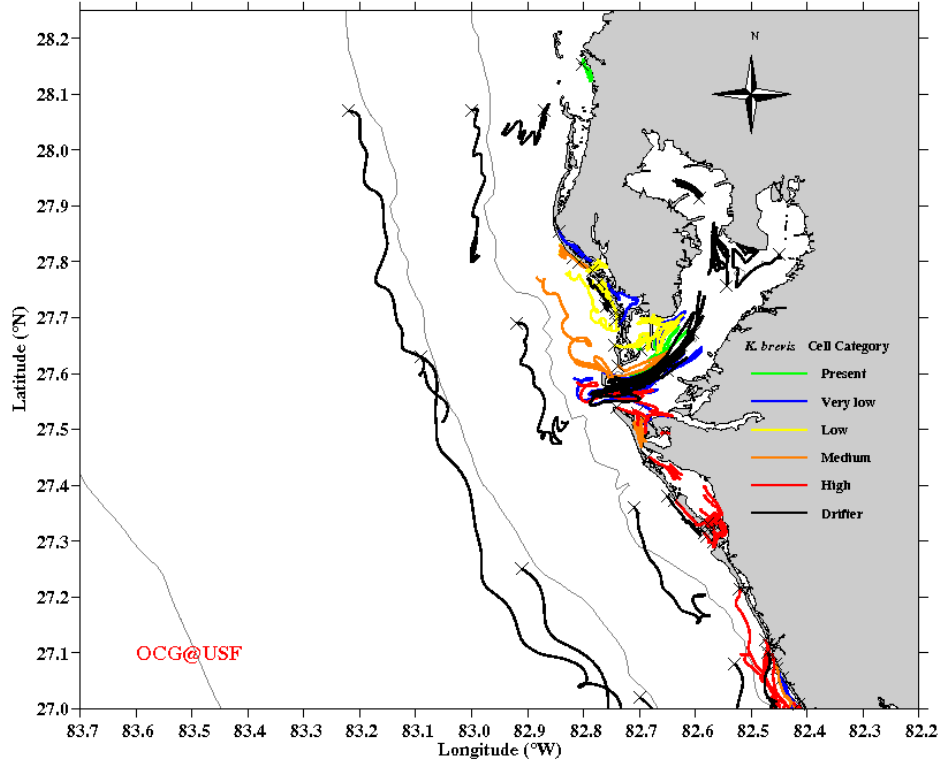 N
28.2
28.1
28.0
27.9
27.8
27.7
27.6
27.5
27.4
27.3
27.2
27.1
27.0
Latitude (°N)
K. brevis Cell Category
Present
Very low
Low
Medium
High
Drifter
OCG@USF
83.7 83.6 83.5 83.4 83.3 83.2 83.1 83.0 82.9 82.8 82.7 82.6 82.5 82.4 82.3 82.2
Longitude (°W)